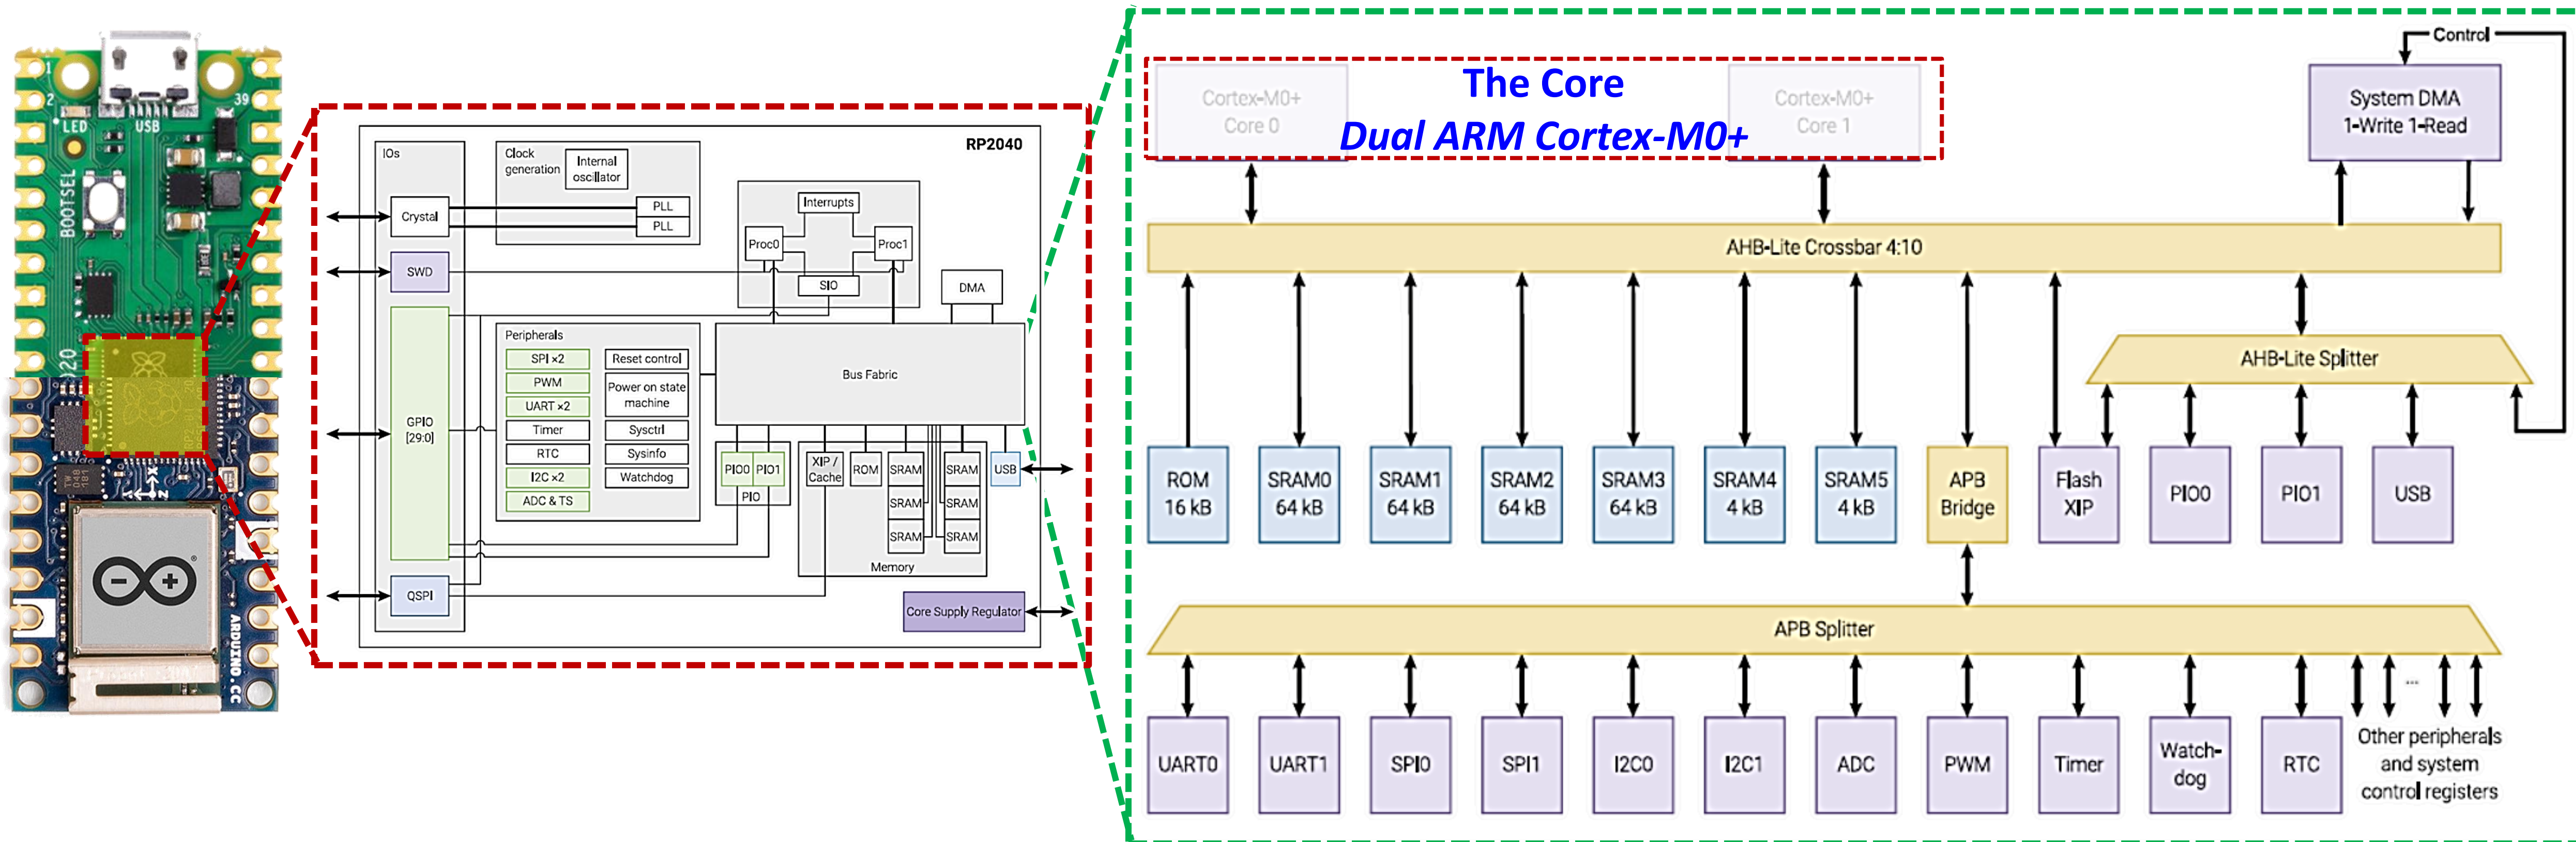 1
2
39
LED
USB
BOOTSEL
020
ARDUINO.CC
RP2040
IOs
Clock
generation
Internal
oscillator
Crystal
PLL
PLL
SWD
Interrupts
Proc0
Proc1
SIO
DMA
GPIO
[29:0]
Peripherals
SPI ×2
PWM
UART ×2
Timer
RTC
I2C ×2
ADC & TS
Reset control
Power on state
machine
Sysctrl
Sysinfo
Watchdog
Bus Fabric
PIO0
PIO1
PIO
XIP /
Cache
ROM
SRAM
SRAM
SRAM
SRAM
SRAM
SRAM
USB
Memory
QSPI
Core Supply Regulator
Cortex-M0+
Core 0
The Core
Dual ARM Cortex-M0+
Cortex-M0+
Core 1
Control
System DMA
1-Write 1-Read
AHB-Lite Crossbar 4:10
AHB-Lite Splitter
ROM
16 kB
SRAM0
64 kB
SRAM1
64 kB
SRAM2
64 kB
SRAM3
64 kB
SRAM4
4 kB
SRAM5
4 kB
APB
Bridge
Flash
XIP
PIO0
PIO1
USB
APB Splitter
...
UART0
UART1
SPI0
SPI1
I2C0
I2C1
ADC
PWM
Timer
Watch-
dog
RTC
Other peripherals
and system
control registers